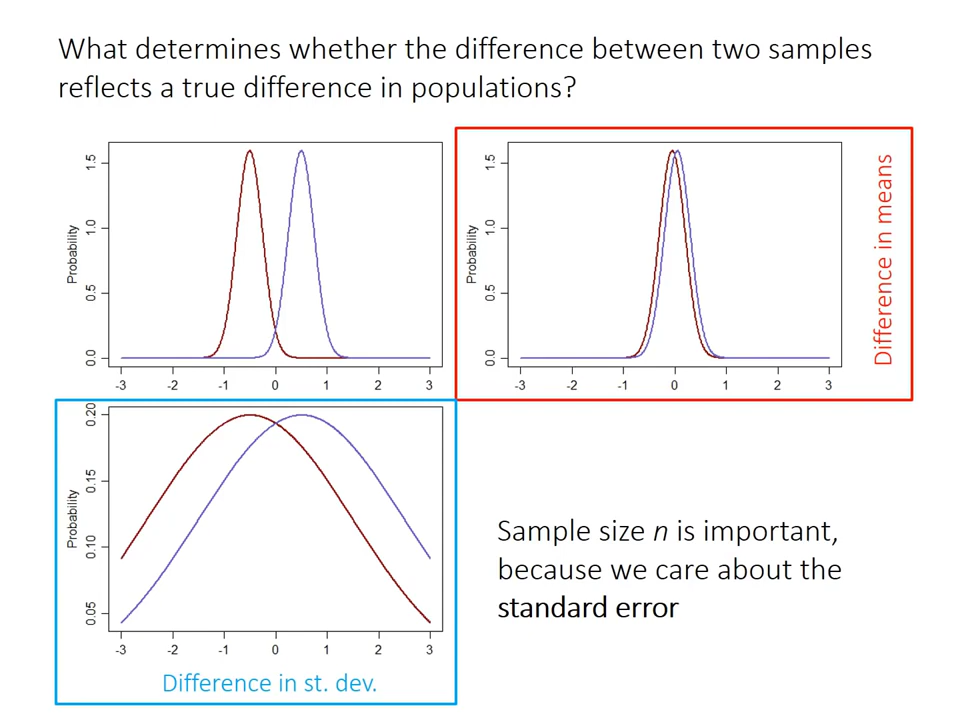 What determines whether the difference between two samples
reflects a true difference in populations?
Probability
0.0 0.5 1.0 1.5
-3 -2 -1 0 1 2 3
Probability
0.0 0.5 1.0 1.5
-3 -2 -1 0 1 2 3
Difference in means
Probability
0.05 0.10 0.15 0.20
-3 -2 -1 0 1 2 3
Difference in st. dev.
Sample size n is important,
because we care about the
standard error